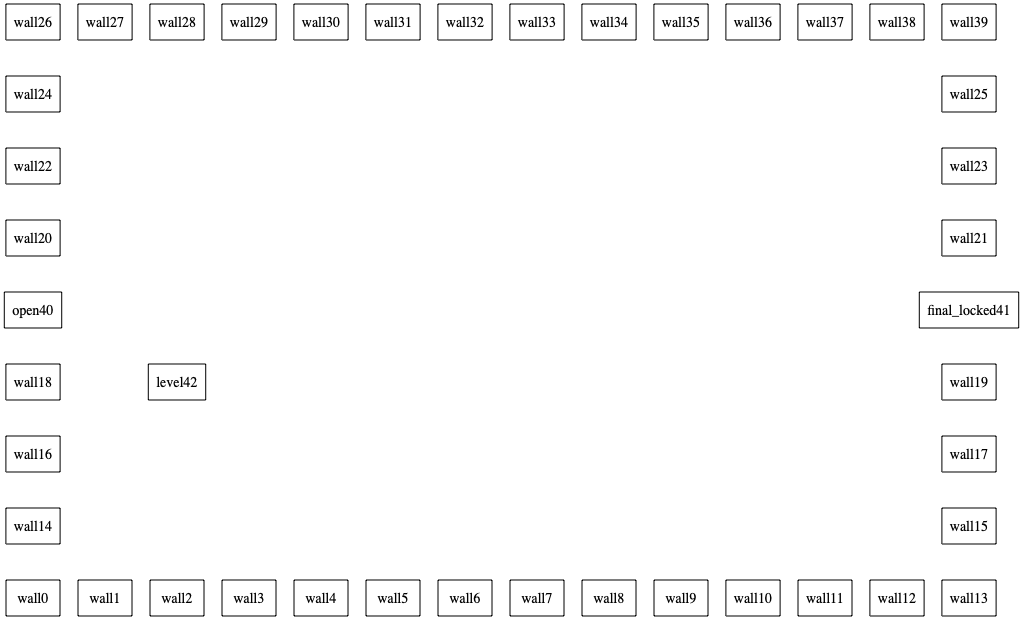 wall26 wall27 wall28 wall29 wall30 wall31 wall32 wall33 wall34 wall35 wall36 wall37 wall38 wall39
wall24 wall25
wall22 wall23
wall20 wall21
open40 final_locked41
wall18 level42 wall19
wall16 wall17
wall14 wall15
wall0 wall1 wall2 wall3 wall4 wall5 wall6 wall7 wall8 wall9 wall10 wall11 wall12 wall13